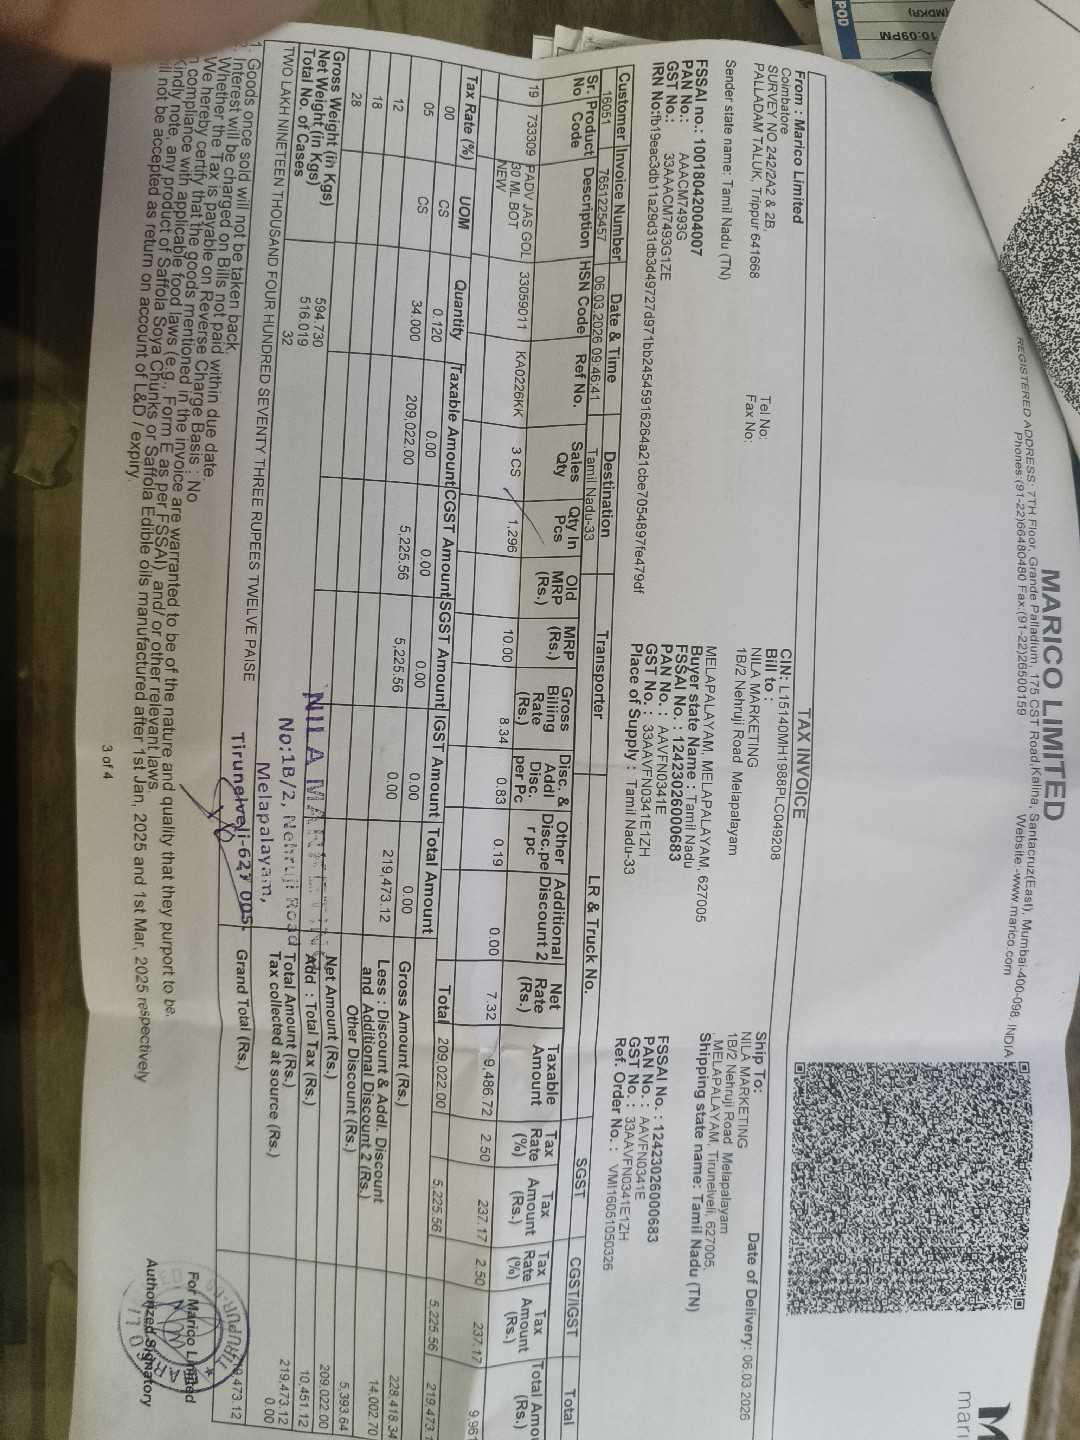 POD
(MDKR)
10:09PM
MARICO LIMITED
REGISTERED ADDRESS: 7TH Floor, Grande Palladium, 175 CST Road,Kalina, Santacruz(East), Mumbai-400-098, INDIA
Phones:(91-22)66480480 Fax:(91-22)26500159 Website:-www.marico.com
TAX INVOICE
CIN: L15140MH1988PLC049208
From : Marico Limited
Coimbatore
SURVEY NO 242/2A2 & 2B,
PALLADAM TALUK, Trippur 641668
Tel No:
Fax No:
Sender state name: Tamil Nadu (TN)
FSSAI no.: 10018042004007
PAN No.: AAACM7493G
GST No.: 33AAACM7493G1ZE
IRN No:fb19eac3db11a29d31db3d49727d971bb24545916264a21cbe7054897fe479df
Bill to :
NILA MARKETING
1B/2 Nehruji Road Melapalayam
MELAPALAYAM, MELAPALAYAM, 627005
Buyer state Name : Tamil Nadu
FSSAI No. : 12423026000683
PAN No. : AAVFN0341E
GST No. : 33AAVFN0341E1ZH
Place of Supply : Tamil Nadu-33
Date of Delivery: 06.03.2026
Ship To:
NILA MARKETING
1B/2 Nehruji Road Melapalayam
, MELAPALAYAM, Tirunelveli, 627005,
Shipping state name: Tamil Nadu (TN)
FSSAI No. : 12423026000683
PAN No. : AAVFN0341E
GST No. : 33AAVFN0341E1ZH
Ref. Order No. : VMI16051050326
Customer Invoice Number Date & Time Destination Transporter LR & Truck No.
16051 7651225457 06.03.2026 09:46:41 Tamil Nadu-33
SGST CGST/IGST Total
Sr. No Product Code Description HSN Code Ref No. Sales Qty Qty In Pcs Old MRP (Rs.) MRP (Rs.) Gross Billing Rate (Rs.) Disc. & Addl Disc. per Pc Other Disc.pe r pc Additional Discount 2 Net Rate (Rs.) Taxable Amount Tax Rate (%) Tax Amount (Rs.) Tax Rate (%) Tax Amount (Rs.) Total Amou (Rs.)
19 733309 PADV JAS GOL 33059011 KA0226KK 3 CS 1,296 10.00 8.34 0.83 0.19 0.00 7.32 9,486.72 2.50 237.17 2.50 237.17 9,961
30 ML BOT
NEW
Total 209,022.00 5,225.56 5,225.56 219,473.1
Tax Rate (%) UOM Quantity Taxable Amount CGST Amount SGST Amount IGST Amount Total Amount
00 CS 0.120 0.00 0.00 0.00 0.00 0.00
05 CS 34.000 209,022.00 5,225.56 5,225.56 0.00 219,473.12
12
18
28
Gross Amount (Rs.) 228,418.34
Less : Discount & Addl. Discount and Additional Discount 2 (Rs.) 14,002.70
Other Discount (Rs.) 5,393.64
Net Amount (Rs.) 209,022.00
Add : Total Tax (Rs.) 10,451.12
Total Amount (Rs.) 219,473.12
Tax collected at source (Rs.) 0.00
Grand Total (Rs.) 219,473.12
Gross Weight (in Kgs) 594.730
Net Weight (in Kgs) 516.019
Total No. of Cases 32
TWO LAKH NINETEEN THOUSAND FOUR HUNDRED SEVENTY THREE RUPEES TWELVE PAISE
NILA MARKETING
No:1B/2, Nehruji Road
Melapalayam,
Tirunelveli-627 005.
1. Goods once sold will not be taken back.
Interest will be charged on Bills not paid within due date.
Whether the Tax is payable on Reverse Charge Basis : No
We hereby certify that the goods mentioned in the invoice are warranted to be of the nature and quality that they purport to be.
compliance with applicable food laws (e.g., Form E as per FSSAI) and/ or other relevant laws.
Kindly note, any product of Saffola Soya Chunks or Saffola Edible oils manufactured after 1st Jan, 2025 and 1st Mar, 2025 respectively
ill not be accepted as return on account of L&D / expiry.
For Marico Limited
TIRUPUR
Authorized Signatory
3 of 4